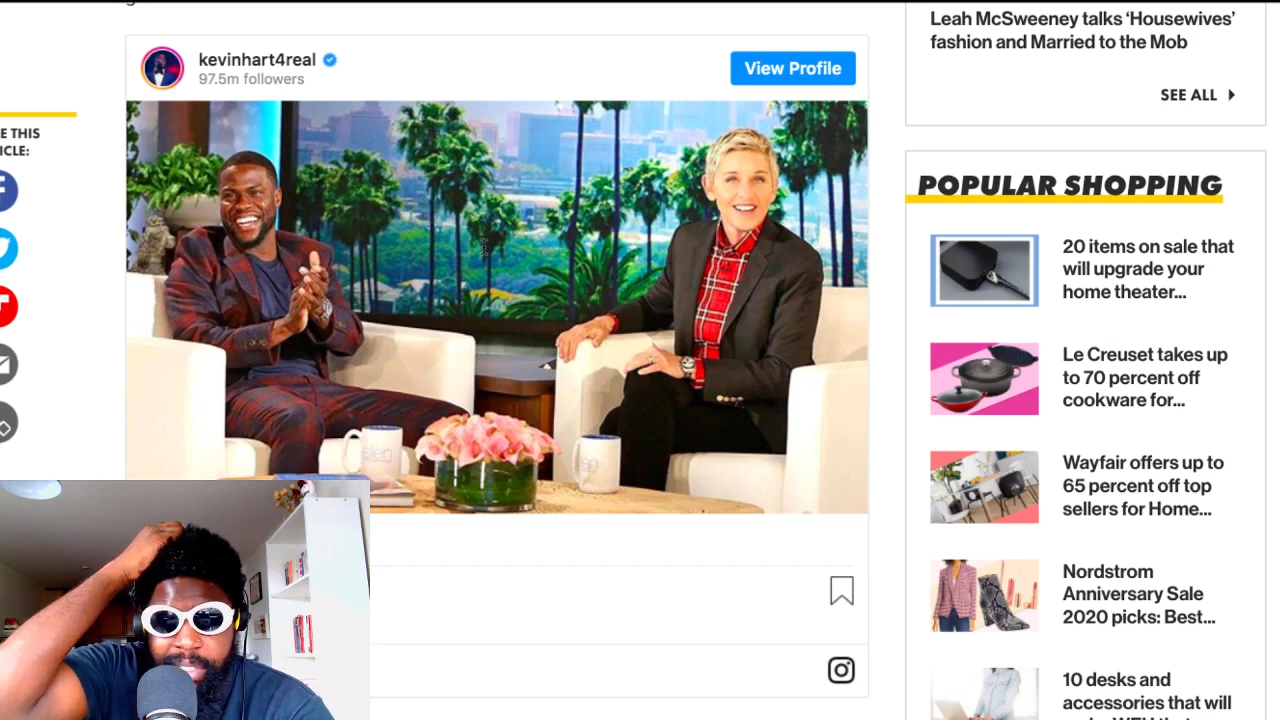 E THIS
ICLE:
kevinhart4real
97.5m followers
View Profile
Leah McSweeney talks ‘Housewives’
fashion and Married to the Mob
SEE ALL
POPULAR SHOPPING
20 items on sale that
will upgrade your
home theater...
Le Creuset takes up
to 70 percent off
cookware for...
Wayfair offers up to
65 percent off top
sellers for Home...
Nordstrom
Anniversary Sale
2020 picks: Best...
10 desks and
accessories that will